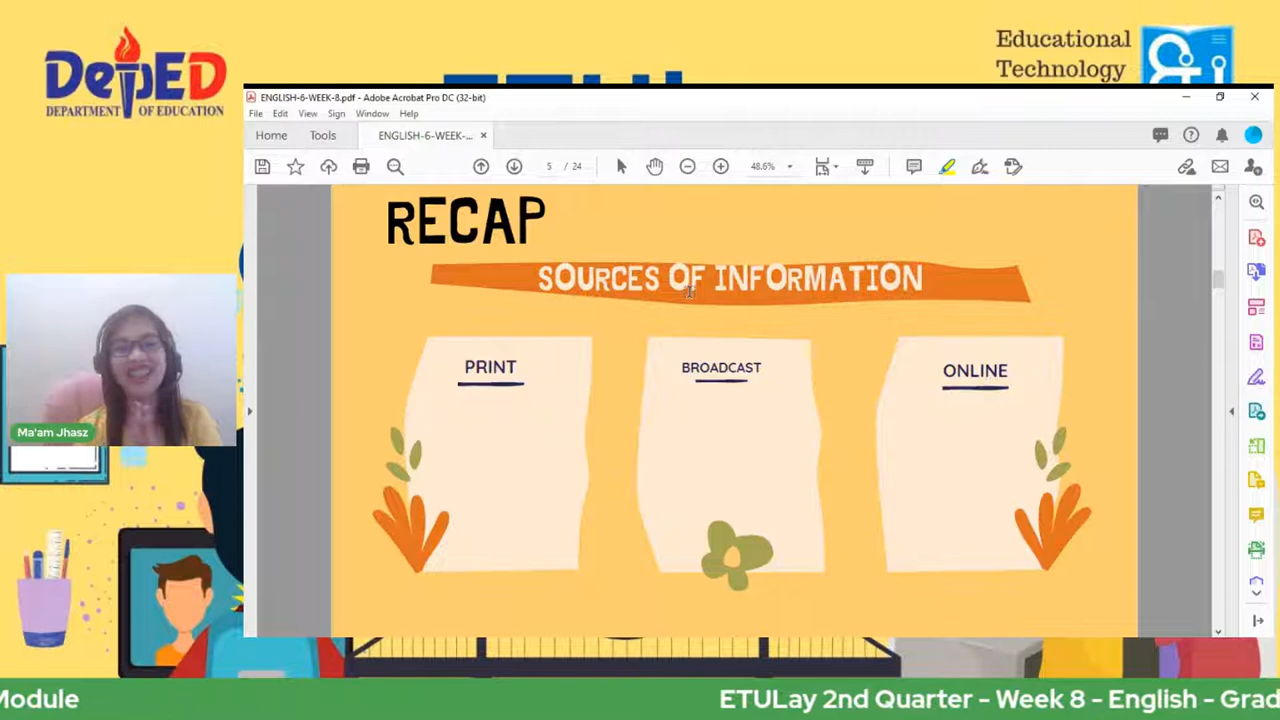 DepED
DEPARTMENT OF EDUCATION
Educational
Technology
ENGLISH-6-WEEK-8.pdf - Adobe Acrobat Pro DC (32-bit)
File Edit View Sign Window Help
Home Tools ENGLISH-6-WEEK-... ×
5 / 24 48.6%
RECAP
SOURCES OF INFORMATION
PRINT
BROADCAST
ONLINE
Ma'am Jhasz
Module
ETULay 2nd Quarter - Week 8 - English - Grad